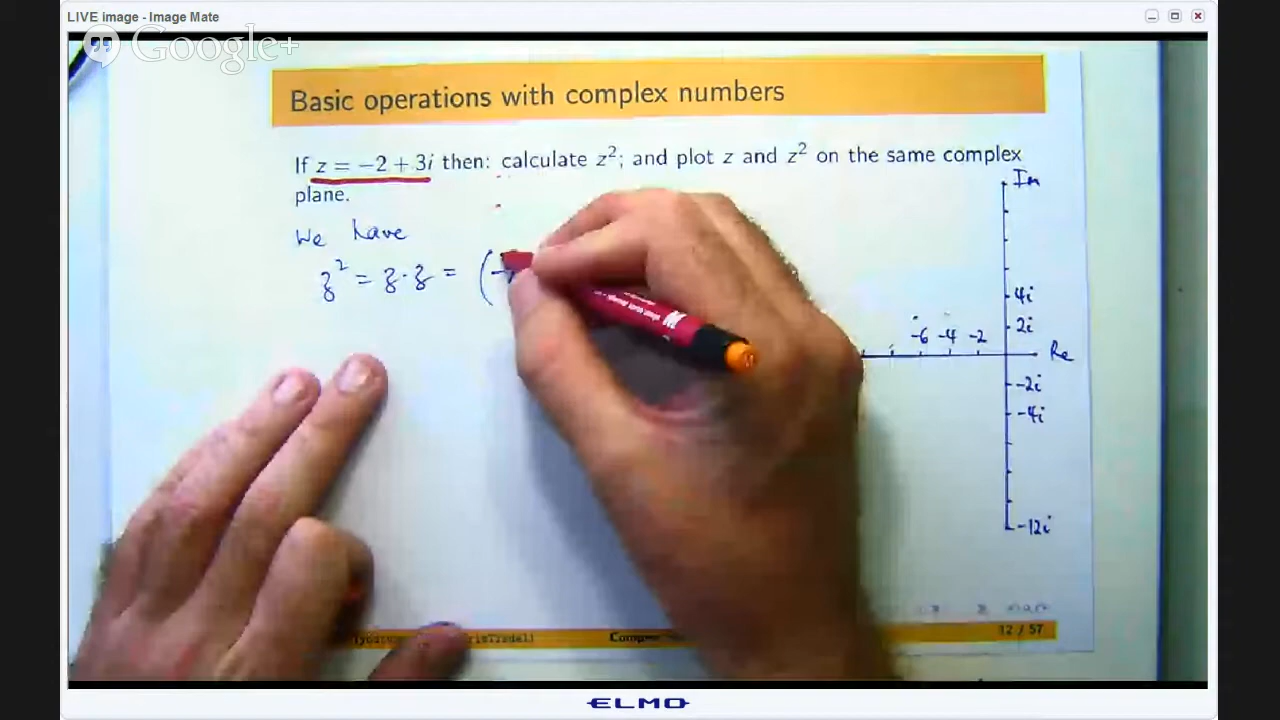 LIVE image - Image Mate
Google+
Basic operations with complex numbers
If z = −2 + 3i then: calculate z²; and plot z and z² on the same complex
plane.
Im
We have
z² = z·z = (-
4i
-6 -4 -2 2i
Re
-2i
-4i
-12i
12 / 57
ELMO